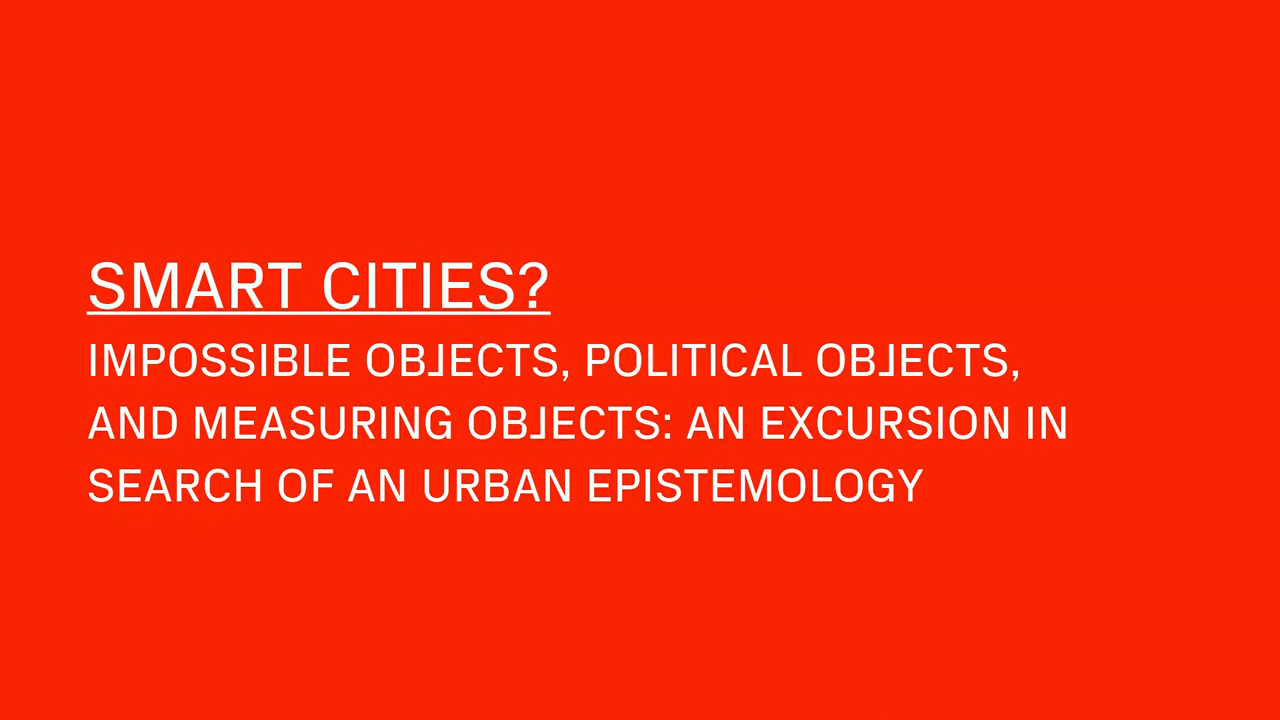 SMART CITIES?
IMPOSSIBLE OBJECTS, POLITICAL OBJECTS,
AND MEASURING OBJECTS: AN EXCURSION IN
SEARCH OF AN URBAN EPISTEMOLOGY